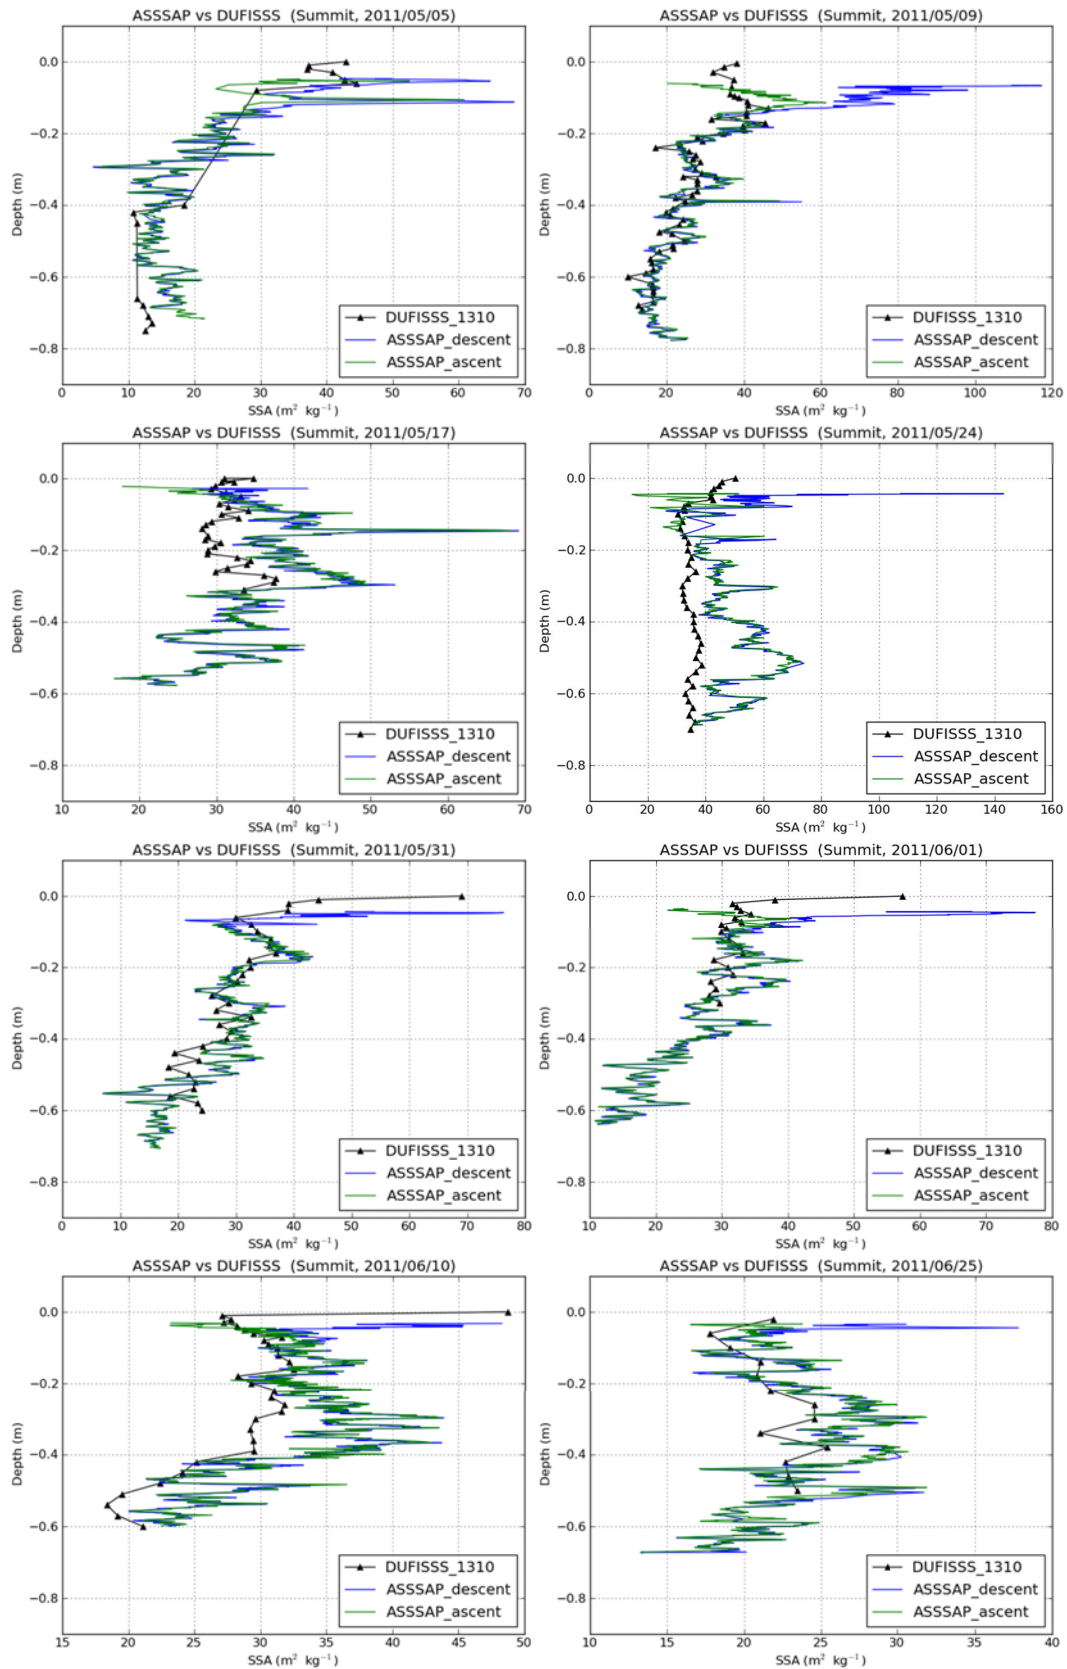 ASSSAP vs DUFISSS (Summit, 2011/05/05)
0.0
−0.2
−0.4
−0.6
−0.8
Depth (m)
0 10 20 30 40 50 60 70
SSA (m² kg⁻¹)
DUFISSS_1310
ASSSAP_descent
ASSSAP_ascent
ASSSAP vs DUFISSS (Summit, 2011/05/09)
0.0
−0.2
−0.4
−0.6
−0.8
Depth (m)
0 20 40 60 80 100 120
SSA (m² kg⁻¹)
DUFISSS_1310
ASSSAP_descent
ASSSAP_ascent
ASSSAP vs DUFISSS (Summit, 2011/05/17)
0.0
−0.2
−0.4
−0.6
−0.8
Depth (m)
10 20 30 40 50 60 70
SSA (m² kg⁻¹)
DUFISSS_1310
ASSSAP_descent
ASSSAP_ascent
ASSSAP vs DUFISSS (Summit, 2011/05/24)
0.0
−0.2
−0.4
−0.6
−0.8
Depth (m)
0 20 40 60 80 100 120 140 160
SSA (m² kg⁻¹)
DUFISSS_1310
ASSSAP_descent
ASSSAP_ascent
ASSSAP vs DUFISSS (Summit, 2011/05/31)
0.0
−0.2
−0.4
−0.6
−0.8
Depth (m)
0 10 20 30 40 50 60 70 80
SSA (m² kg⁻¹)
DUFISSS_1310
ASSSAP_descent
ASSSAP_ascent
ASSSAP vs DUFISSS (Summit, 2011/06/01)
0.0
−0.2
−0.4
−0.6
−0.8
Depth (m)
10 20 30 40 50 60 70 80
SSA (m² kg⁻¹)
DUFISSS_1310
ASSSAP_descent
ASSSAP_ascent
ASSSAP vs DUFISSS (Summit, 2011/06/10)
0.0
−0.2
−0.4
−0.6
−0.8
Depth (m)
15 20 25 30 35 40 45 50
SSA (m² kg⁻¹)
DUFISSS_1310
ASSSAP_descent
ASSSAP_ascent
ASSSAP vs DUFISSS (Summit, 2011/06/25)
0.0
−0.2
−0.4
−0.6
−0.8
Depth (m)
10 15 20 25 30 35 40
SSA (m² kg⁻¹)
DUFISSS_1310
ASSSAP_descent
ASSSAP_ascent